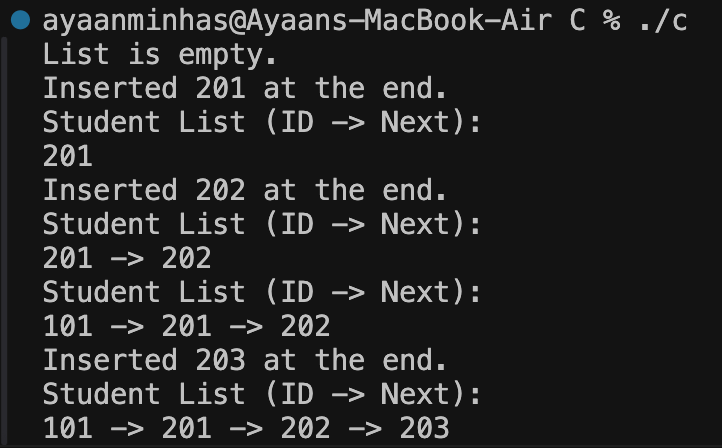 ayaanminhas@Ayaans-MacBook-Air C % ./c
List is empty.
Inserted 201 at the end.
Student List (ID -> Next):
201
Inserted 202 at the end.
Student List (ID -> Next):
201 -> 202
Student List (ID -> Next):
101 -> 201 -> 202
Inserted 203 at the end.
Student List (ID -> Next):
101 -> 201 -> 202 -> 203